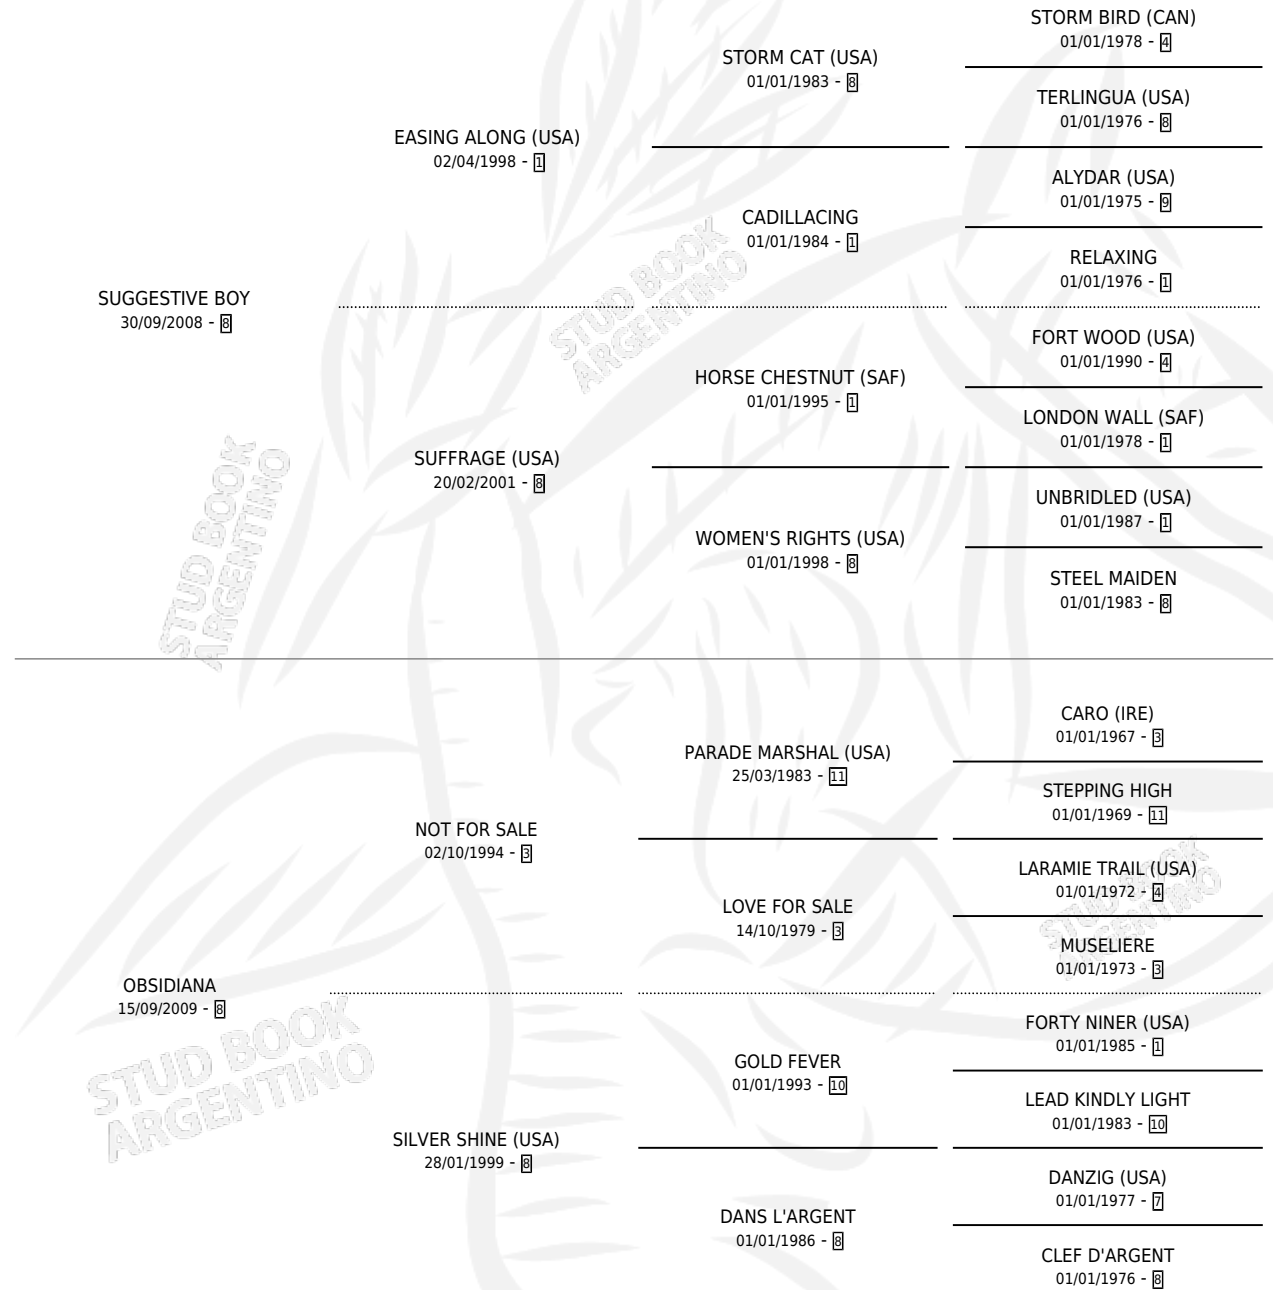 STORM BIRD (CAN)
01/01/1978 - 4
STORM CAT (USA)
01/01/1983 - 8
TERLINGUA (USA)
01/01/1976 - 8
EASING ALONG (USA)
02/04/1998 - 1
ALYDAR (USA)
01/01/1975 - 9
CADILLACING
01/01/1984 - 1
RELAXING
01/01/1976 - 1
SUGGESTIVE BOY
30/09/2008 - 8
FORT WOOD (USA)
01/01/1990 - 4
HORSE CHESTNUT (SAF)
01/01/1995 - 1
LONDON WALL (SAF)
01/01/1978 - 1
SUFFRAGE (USA)
20/02/2001 - 8
UNBRIDLED (USA)
01/01/1987 - 1
WOMEN'S RIGHTS (USA)
01/01/1998 - 8
STEEL MAIDEN
01/01/1983 - 8
CARO (IRE)
01/01/1967 - 3
PARADE MARSHAL (USA)
25/03/1983 - 11
STEPPING HIGH
01/01/1969 - 11
NOT FOR SALE
02/10/1994 - 3
LARAMIE TRAIL (USA)
01/01/1972 - 4
LOVE FOR SALE
14/10/1979 - 3
MUSELIERE
01/01/1973 - 3
OBSIDIANA
15/09/2009 - 8
FORTY NINER (USA)
01/01/1985 - 1
GOLD FEVER
01/01/1993 - 10
LEAD KINDLY LIGHT
01/01/1983 - 10
SILVER SHINE (USA)
28/01/1999 - 8
DANZIG (USA)
01/01/1977 - 7
DANS L'ARGENT
01/01/1986 - 8
CLEF D'ARGENT
01/01/1976 - 8
STUD BOOK
ARGENTINO
STUD BOOK
ARGENTINO
STUD BOOK
ARGENTINO
STUD BOOK
ARGENTINO